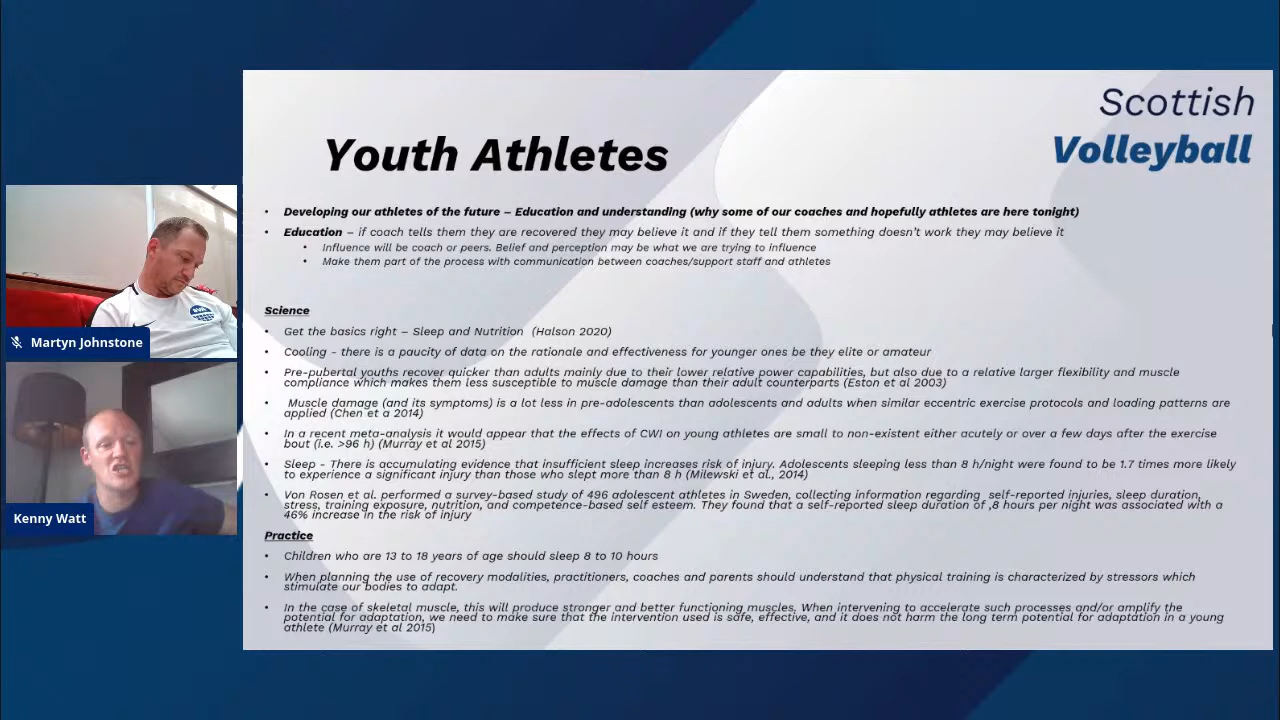 Scottish
Volleyball
Youth Athletes
• Developing our athletes of the future – Education and understanding (why some of our coaches and hopefully athletes are here tonight)
• Education – if coach tells them they are recovered they may believe it and if they tell them something doesn't work they may believe it
• Influence will be coach or peers. Belief and perception may be what we are trying to influence
• Make them part of the process with communication between coaches/support staff and athletes
Science
• Get the basics right – Sleep and Nutrition (Halson 2020)
• Cooling - there is a paucity of data on the rationale and effectiveness for younger ones be they elite or amateur
• Pre-pubertal youths recover quicker than adults mainly due to their lower relative power capabilities, but also due to a relative larger flexibility and muscle
compliance which makes them less susceptible to muscle damage than their adult counterparts (Eston et al 2003)
• Muscle damage (and its symptoms) is a lot less in pre-adolescents than adolescents and adults when similar eccentric exercise protocols and loading patterns are
applied (Chen et a 2014)
• In a recent meta-analysis it would appear that the effects of CWI on young athletes are small to non-existent either acutely or over a few days after the exercise
bout (i.e. >96 h) (Murray et al 2015)
• Sleep - There is accumulating evidence that insufficient sleep increases risk of injury. Adolescents sleeping less than 8 h/night were found to be 1.7 times more likely
to experience a significant injury than those who slept more than 8 h (Milewski et al., 2014)
• Von Rosen et al. performed a survey-based study of 496 adolescent athletes in Sweden, collecting information regarding self-reported injuries, sleep duration,
stress, training exposure, nutrition, and competence-based self esteem. They found that a self-reported sleep duration of ,8 hours per night was associated with a
46% increase in the risk of injury
Practice
• Children who are 13 to 18 years of age should sleep 8 to 10 hours
• When planning the use of recovery modalities, practitioners, coaches and parents should understand that physical training is characterized by stressors which
stimulate our bodies to adapt.
• In the case of skeletal muscle, this will produce stronger and better functioning muscles. When intervening to accelerate such processes and/or amplify the
potential for adaptation, we need to make sure that the intervention used is safe, effective, and it does not harm the long term potential for adaptation in a young
athlete (Murray et al 2015)
Martyn Johnstone
Kenny Watt